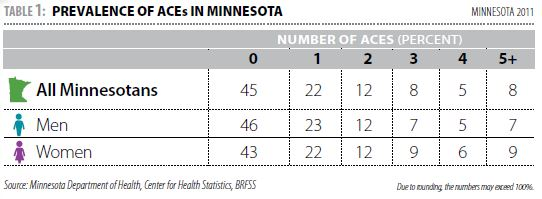 TABLE 1: PREVALENCE OF ACEs IN MINNESOTA MINNESOTA 2011
NUMBER OF ACES (PERCENT)
0 1 2 3 4 5+
All Minnesotans 45 22 12 8 5 8
Men 46 23 12 7 5 7
Women 43 22 12 9 6 9
Source: Minnesota Department of Health, Center for Health Statistics, BRFSS Due to rounding, the numbers may exceed 100%.